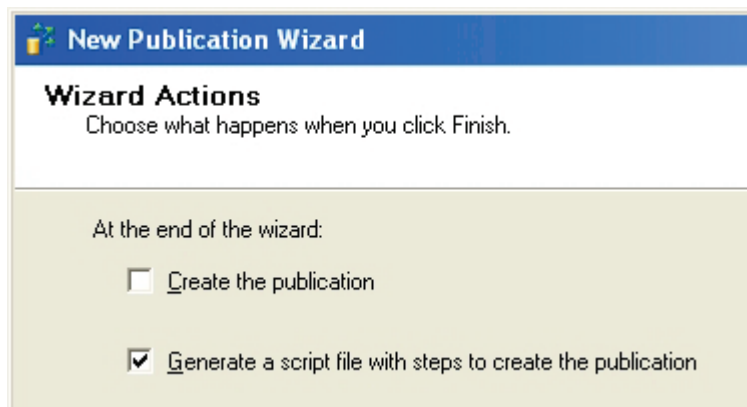 New Publication Wizard
Wizard Actions
Choose what happens when you click Finish.
At the end of the wizard:
Create the publication
Generate a script file with steps to create the publication